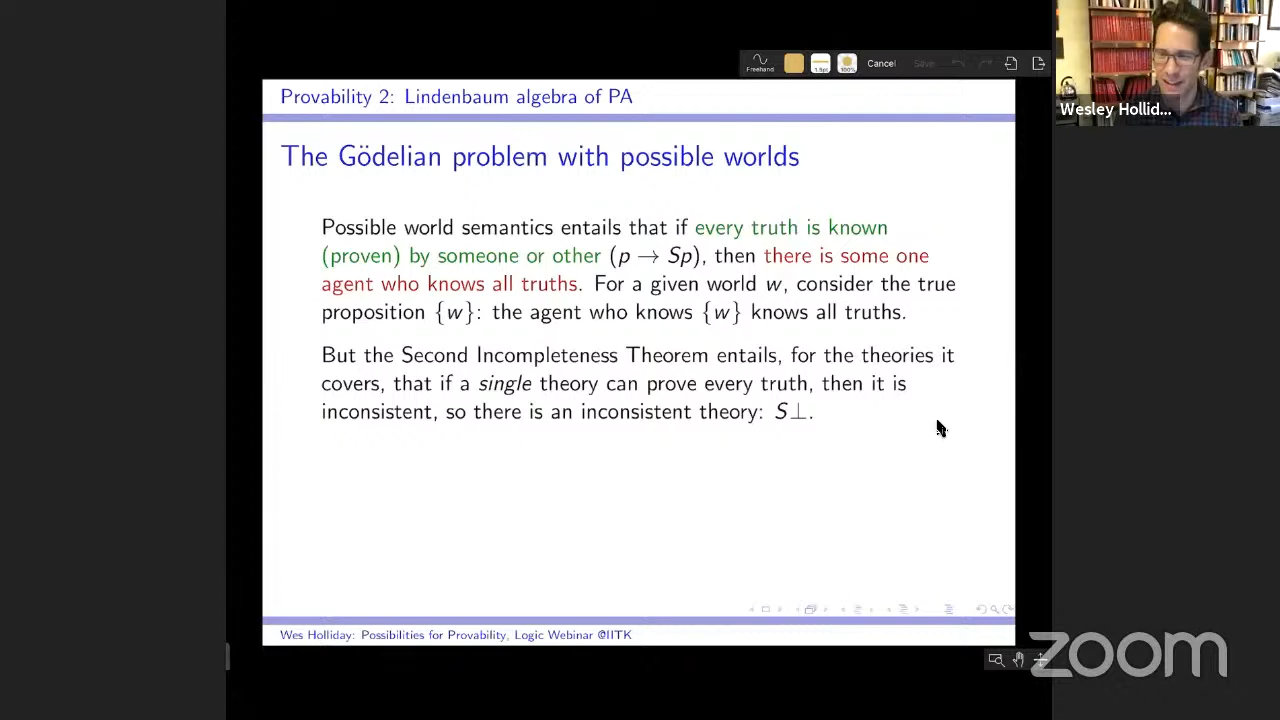 Freehand
1.5pt
100%
Cancel
Save
Provability 2: Lindenbaum algebra of PA
Wesley Hollid...
The Gödelian problem with possible worlds
Possible world semantics entails that if every truth is known
(proven) by someone or other (p → Sp), then there is some one
agent who knows all truths. For a given world w, consider the true
proposition {w}: the agent who knows {w} knows all truths.
But the Second Incompleteness Theorem entails, for the theories it
covers, that if a single theory can prove every truth, then it is
inconsistent, so there is an inconsistent theory: S⊥.
Wes Holliday: Possibilities for Provability, Logic Webinar @IITK
zoom